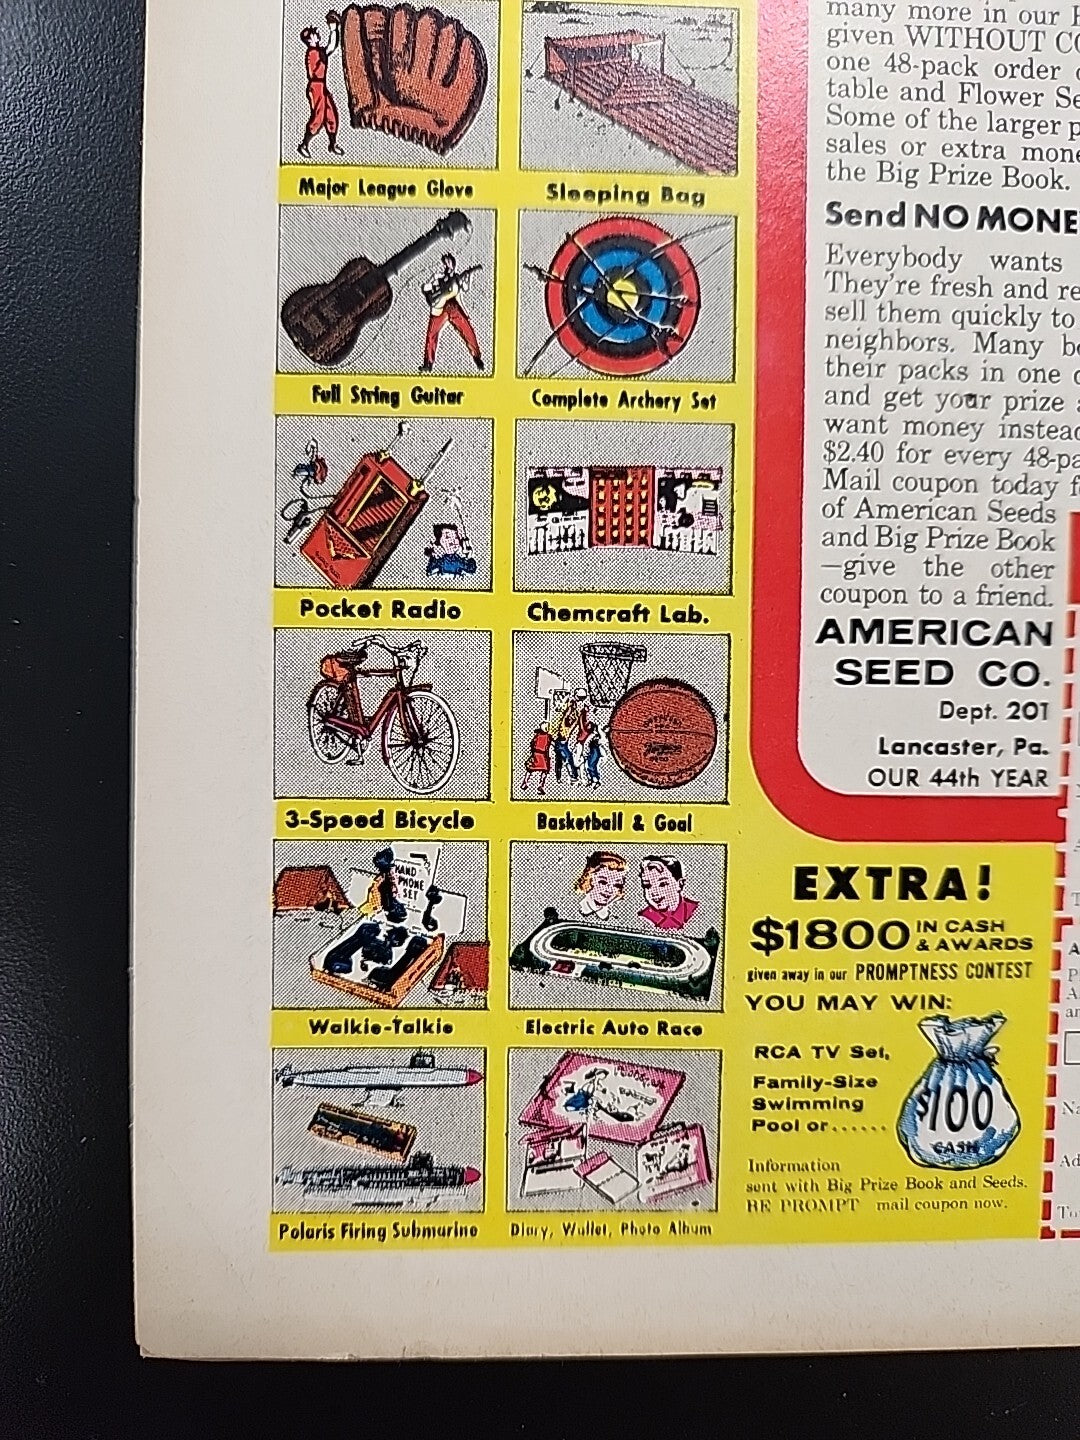 Major League Glove
Sleeping Bag
Full String Guitar
Complete Archery Set
Pocket Radio
Chemcraft Lab.
3-Speed Bicycle
Basketball & Goal
HAND
PHONE
SET
Walkie-Talkie
Electric Auto Race
Polaris Firing Submarine
Diary, Wallet, Photo Album
many more in our
given WITHOUT
one 48-pack order
table and Flower
Some of the larger
sales or extra
the Big Prize Book.
Send NO
Everybody wants
They're fresh and
sell them quickly to
neighbors. Many
their packs in one
and get your prize
want money
$2.40 for every
Mail coupon today
of American Seeds
and Big Prize Book
—give the other
coupon to a friend.
AMERICAN
SEED CO.
Dept. 201
Lancaster, Pa.
OUR 44th YEAR
EXTRA!
$1800 IN CASH
& AWARDS
given away in our PROMPTNESS CONTEST
YOU MAY WIN:
RCA TV Set,
Family-Size
Swimming
Pool or......
$100
CASH
Information
sent with Big Prize Book and Seeds.
BE PROMPT mail coupon now.